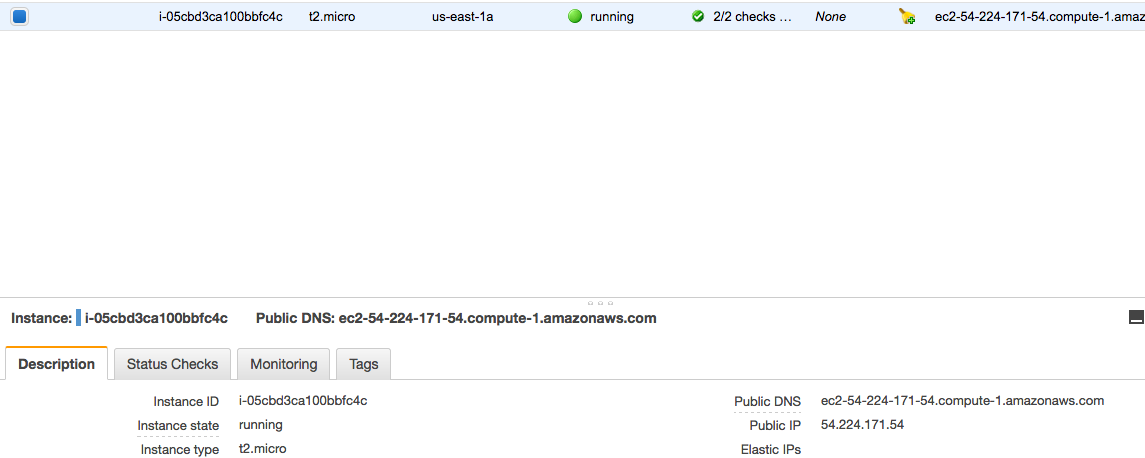 i-05cbd3ca100bbfc4c t2.micro us-east-1a running 2/2 checks ... None ec2-54-224-171-54.compute-1.amaz
Instance: i-05cbd3ca100bbfc4c Public DNS: ec2-54-224-171-54.compute-1.amazonaws.com
Description Status Checks Monitoring Tags
Instance ID i-05cbd3ca100bbfc4c Public DNS ec2-54-224-171-54.compute-1.amazonaws.com
Instance state running Public IP 54.224.171.54
Instance type t2.micro Elastic IPs